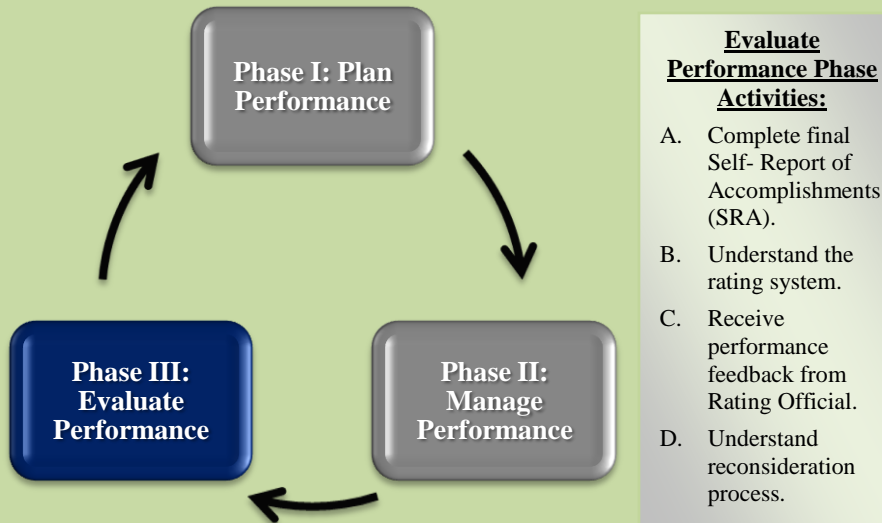 Phase I: Plan
Performance
Phase III:
Evaluate
Performance
Phase II:
Manage
Performance
Evaluate
Performance Phase
Activities:
A. Complete final
Self- Report of
Accomplishments
(SRA).
B. Understand the
rating system.
C. Receive
performance
feedback from
Rating Official.
D. Understand
reconsideration
process.